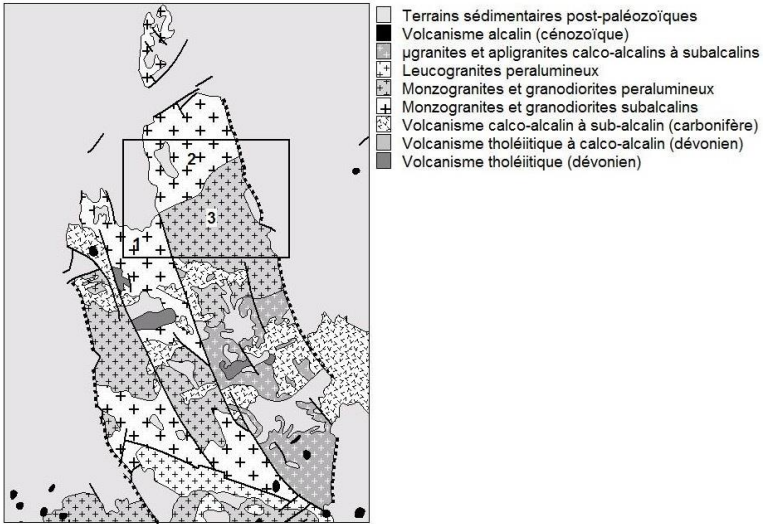 Terrains sédimentaires post-paléozoïques
Volcanisme alcalin (cénozoïque)
µgranites et apligranites calco-alcalins à subalcalins
Leucogranites peralumineux
Monzogranites et granodiorites peralumineux
Monzogranites et granodiorites subalcalins
Volcanisme calco-alcalin à sub-alcalin (carbonifère)
Volcanisme tholéiitique à calco-alcalin (dévonien)
Volcanisme tholéiitique (dévonien)
2
3
1